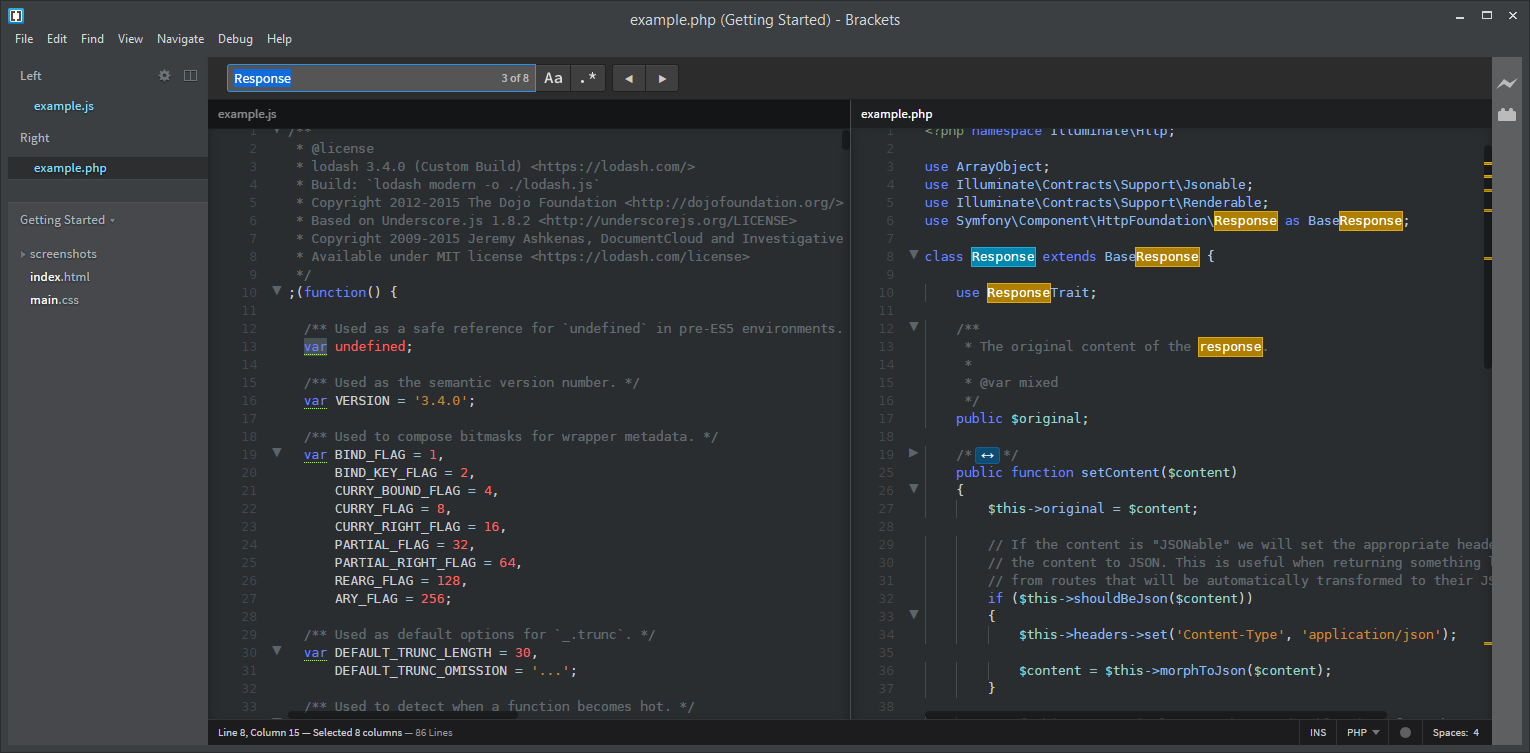 example.php (Getting Started) - Brackets
File Edit Find View Navigate Debug Help
Left
example.js
Right
example.php
Getting Started
screenshots
index.html
main.css
Response 3 of 8 Aa .*
example.js
1 /**
2 * @license
3 * lodash 3.4.0 (Custom Build) <https://lodash.com/>
4 * Build: `lodash modern -o ./lodash.js`
5 * Copyright 2012-2015 The Dojo Foundation <http://dojofoundation.org/>
6 * Based on Underscore.js 1.8.2 <http://underscorejs.org/LICENSE>
7 * Copyright 2009-2015 Jeremy Ashkenas, DocumentCloud and Investigative
8 * Available under MIT license <https://lodash.com/license>
9 */
10 ;(function() {
11
12 /** Used as a safe reference for `undefined` in pre-ES5 environments.
13 var undefined;
14
15 /** Used as the semantic version number. */
16 var VERSION = '3.4.0';
17
18 /** Used to compose bitmasks for wrapper metadata. */
19 var BIND_FLAG = 1,
20 BIND_KEY_FLAG = 2,
21 CURRY_BOUND_FLAG = 4,
22 CURRY_FLAG = 8,
23 CURRY_RIGHT_FLAG = 16,
24 PARTIAL_FLAG = 32,
25 PARTIAL_RIGHT_FLAG = 64,
26 REARG_FLAG = 128,
27 ARY_FLAG = 256;
28
29 /** Used as default options for `_.trunc`. */
30 var DEFAULT_TRUNC_LENGTH = 30,
31 DEFAULT_TRUNC_OMISSION = '...';
32
33 /** Used to detect when a function becomes hot. */
example.php
1 <?php namespace Illuminate\Http;
2
3 use ArrayObject;
4 use Illuminate\Contracts\Support\Jsonable;
5 use Illuminate\Contracts\Support\Renderable;
6 use Symfony\Component\HttpFoundation\Response as BaseResponse;
7
8 class Response extends BaseResponse {
9
10 use ResponseTrait;
11
12 /**
13 * The original content of the response.
14 *
15 * @var mixed
16 */
17 public $original;
18
19 /* ↔ */
25 public function setContent($content)
26 {
27 $this->original = $content;
28
29 // If the content is "JSONable" we will set the appropriate heade
30 // the content to JSON. This is useful when returning something l
31 // from routes that will be automatically transformed to their JS
32 if ($this->shouldBeJson($content))
33 {
34 $this->headers->set('Content-Type', 'application/json');
35
36 $content = $this->morphToJson($content);
37 }
38
Line 8, Column 15 — Selected 8 columns — 86 Lines
INS PHP Spaces: 4